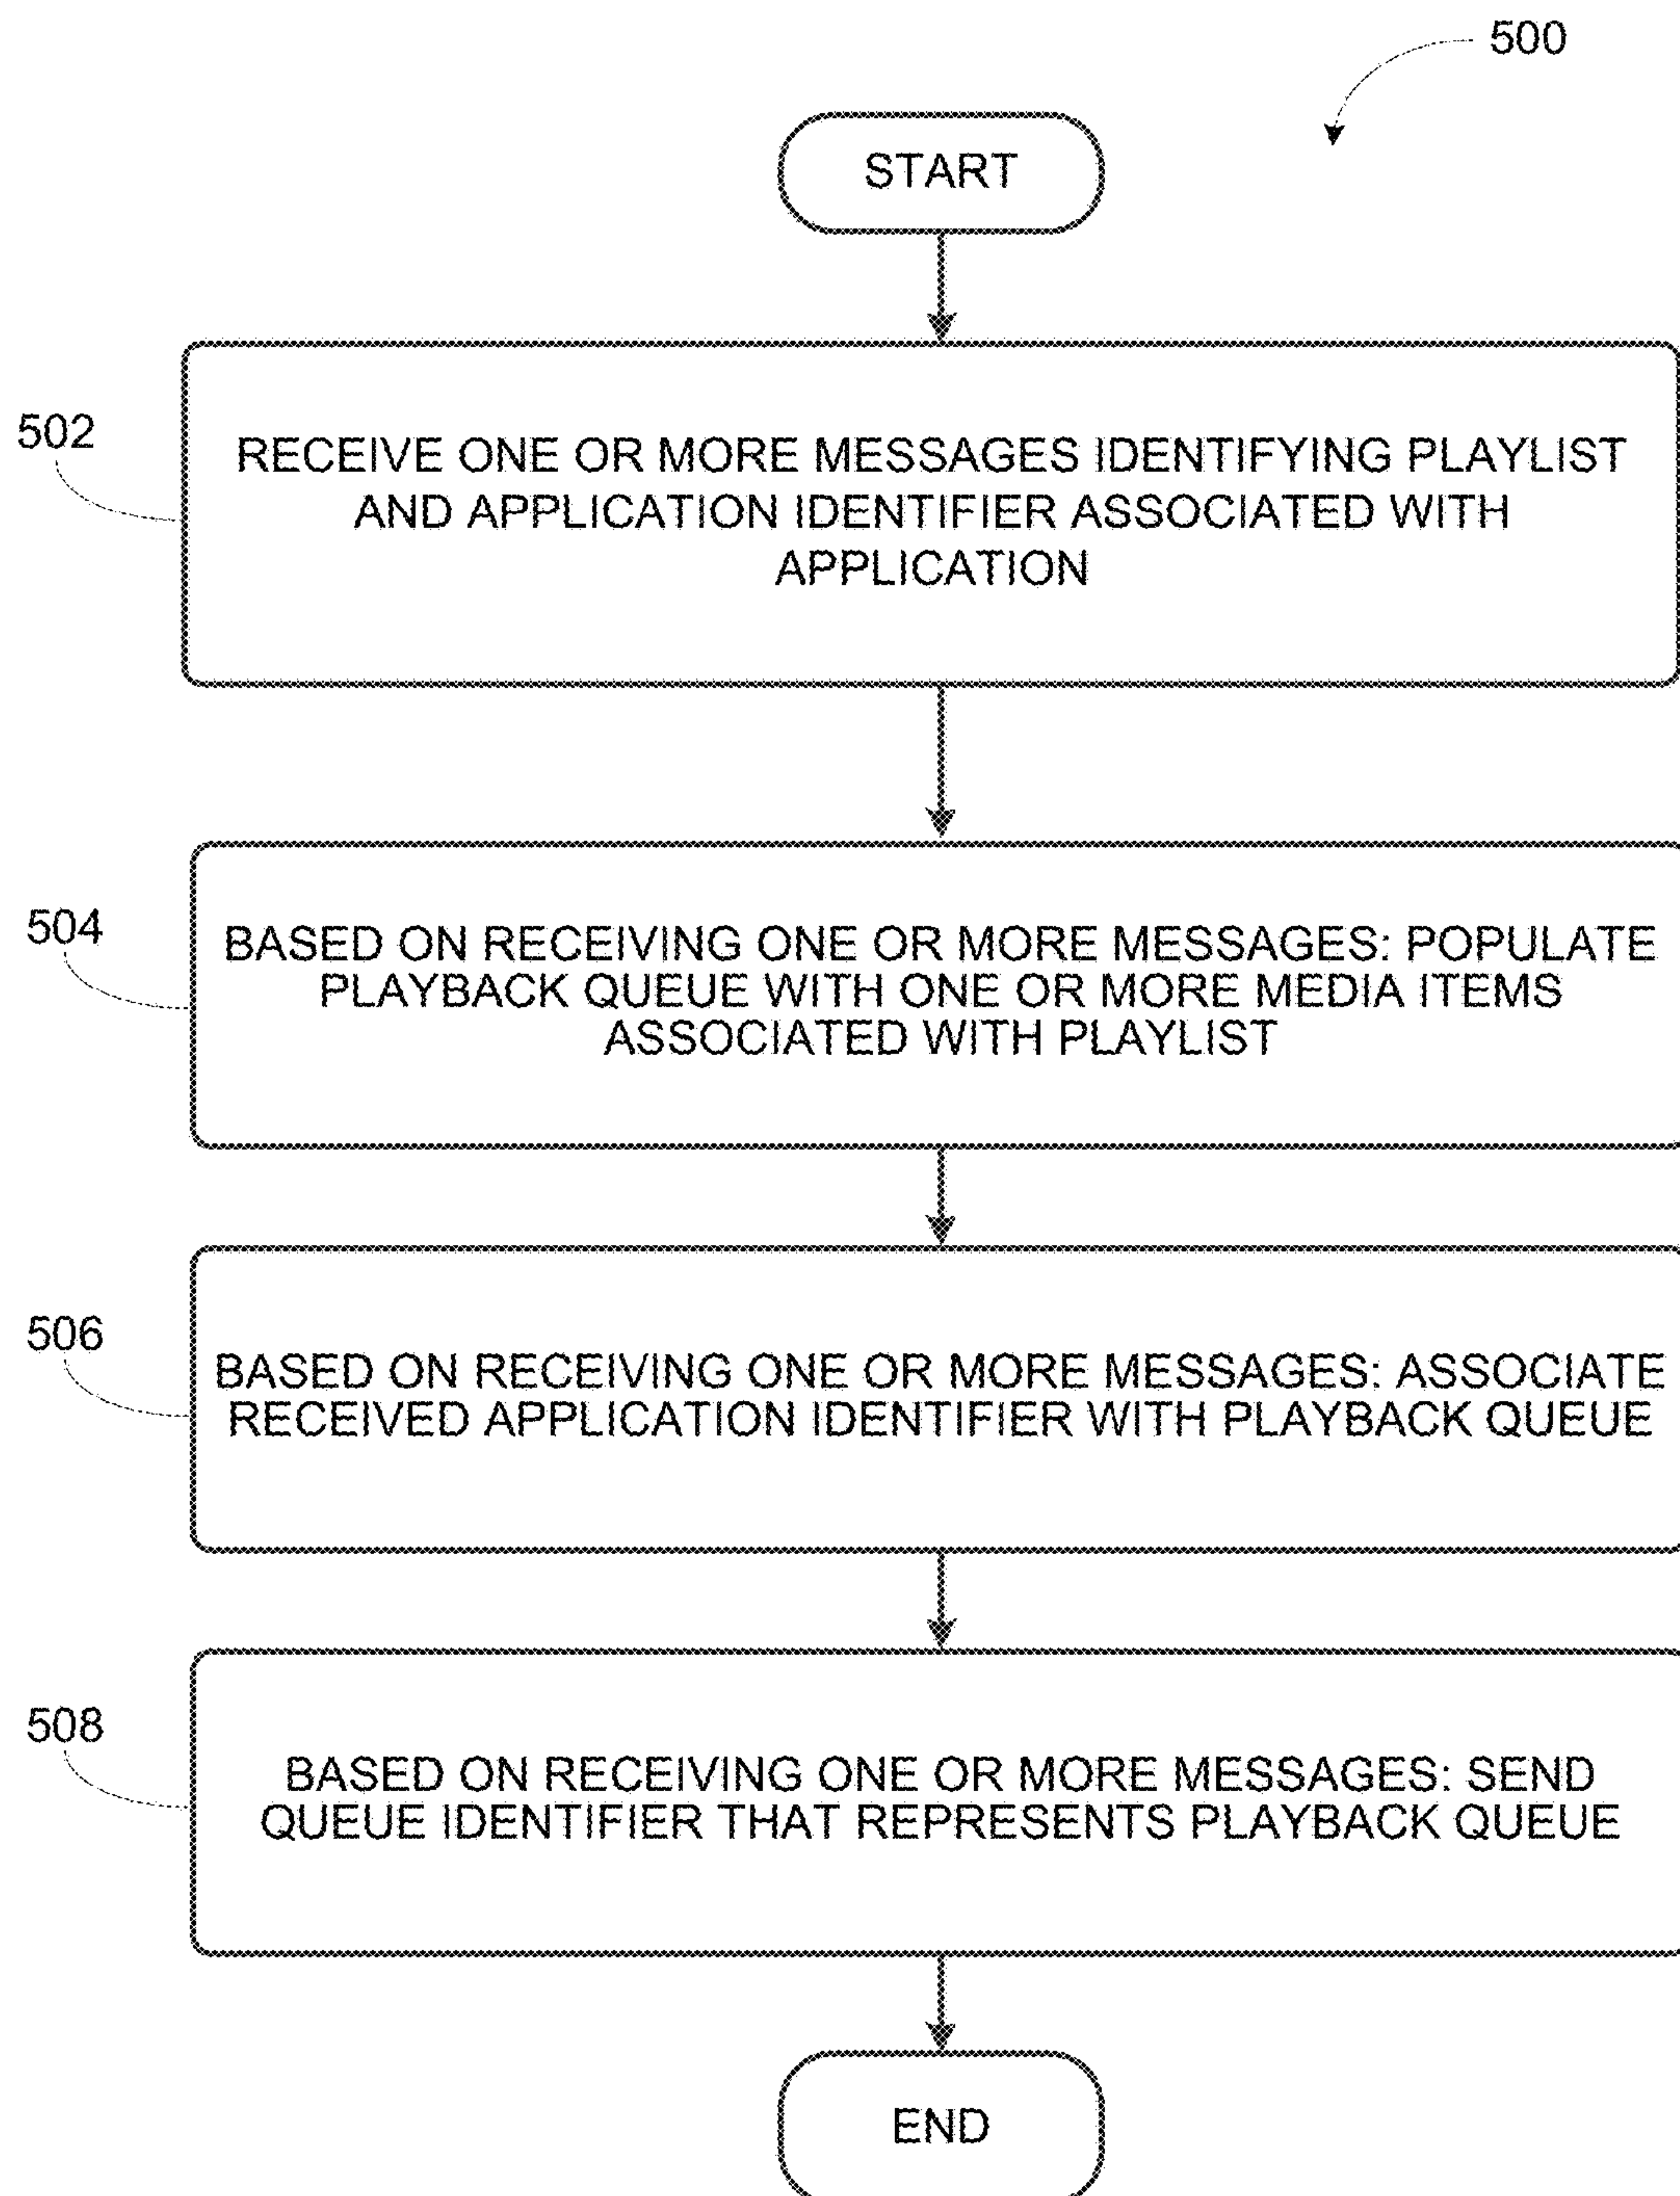 500
START
502
RECEIVE ONE OR MORE MESSAGES IDENTIFYING PLAYLIST
AND APPLICATION IDENTIFIER ASSOCIATED WITH
APPLICATION
504
BASED ON RECEIVING ONE OR MORE MESSAGES: POPULATE
PLAYBACK QUEUE WITH ONE OR MORE MEDIA ITEMS
ASSOCIATED WITH PLAYLIST
506
BASED ON RECEIVING ONE OR MORE MESSAGES: ASSOCIATE
RECEIVED APPLICATION IDENTIFIER WITH PLAYBACK QUEUE
508
BASED ON RECEIVING ONE OR MORE MESSAGES: SEND
QUEUE IDENTIFIER THAT REPRESENTS PLAYBACK QUEUE
END